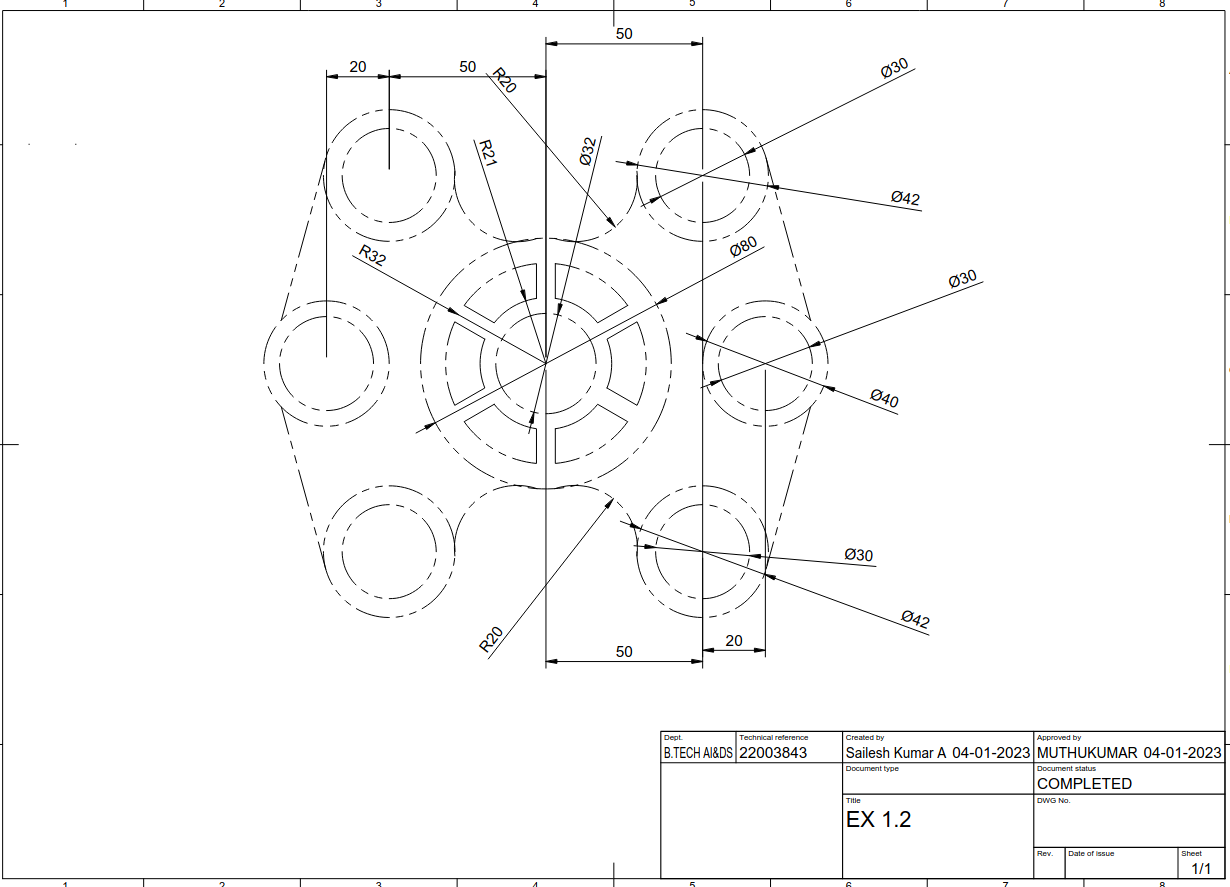 1 2 3 4 5 6 7 8
50
20 50 R20 Ø30
R21 Ø32
Ø42
R32 Ø80
Ø30
Ø40
Ø30
Ø42
R20
50 20
Dept. Technical reference Created by Approved by
B.TECH AI&DS 22003843 Sailesh Kumar A 04-01-2023 MUTHUKUMAR 04-01-2023
Document type Document status
COMPLETED
Title DWG No.
EX 1.2
Rev. Date of issue Sheet
1/1
1 2 3 4 5 6 7 8